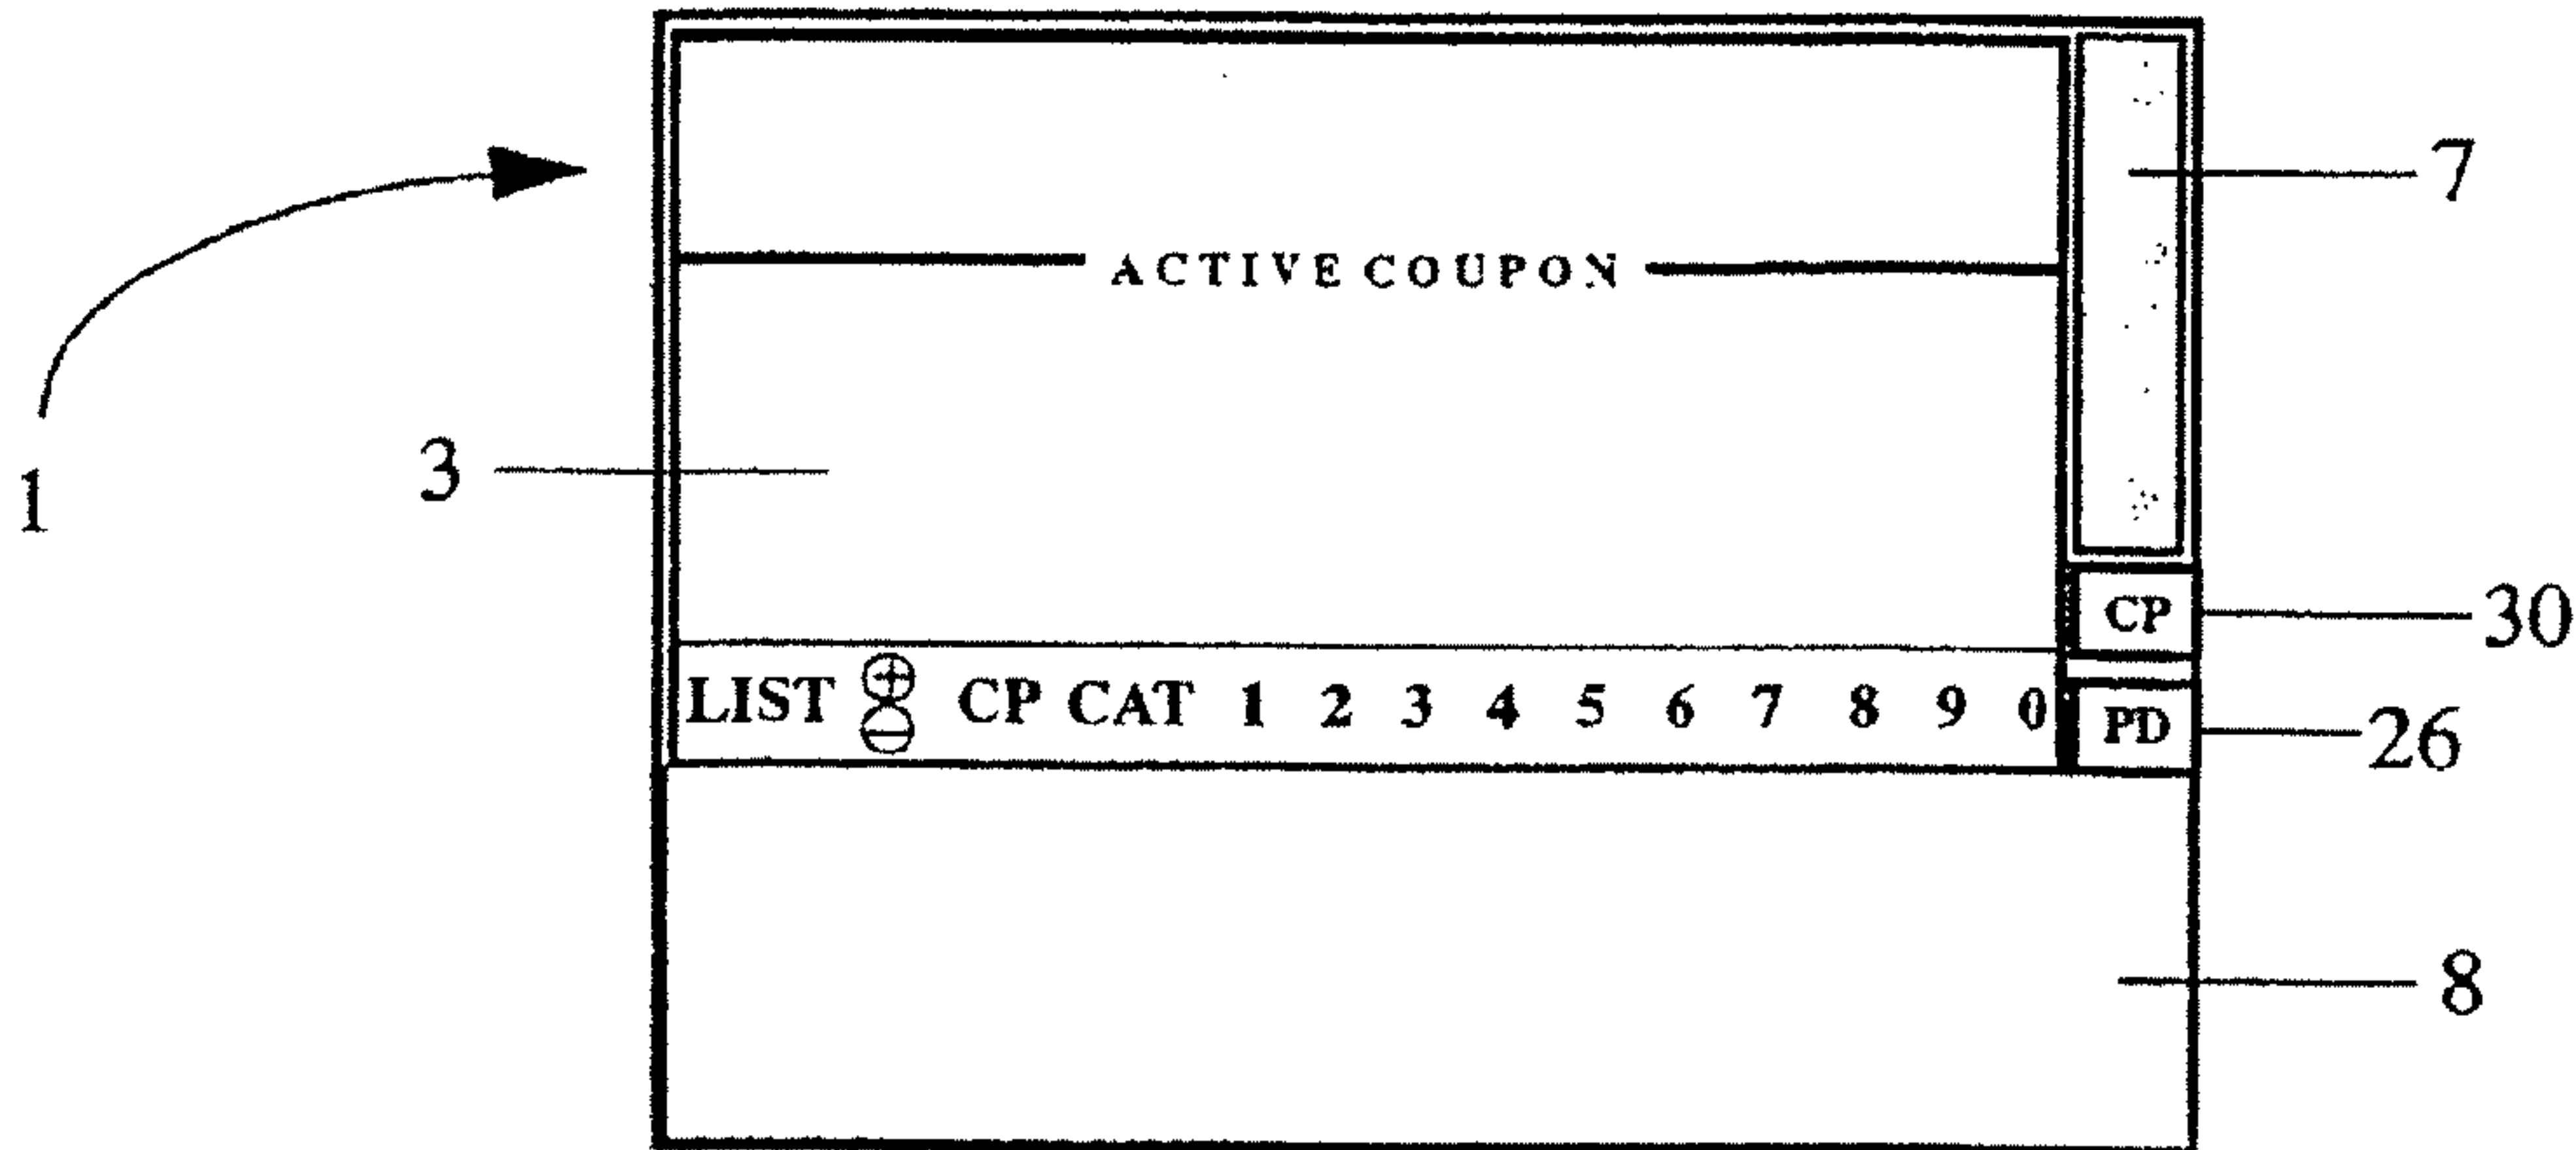 7
ACTIVE COUPON
3
1
CP 30
LIST ⊕ ⊖ CP CAT 1 2 3 4 5 6 7 8 9 0 PD 26
8